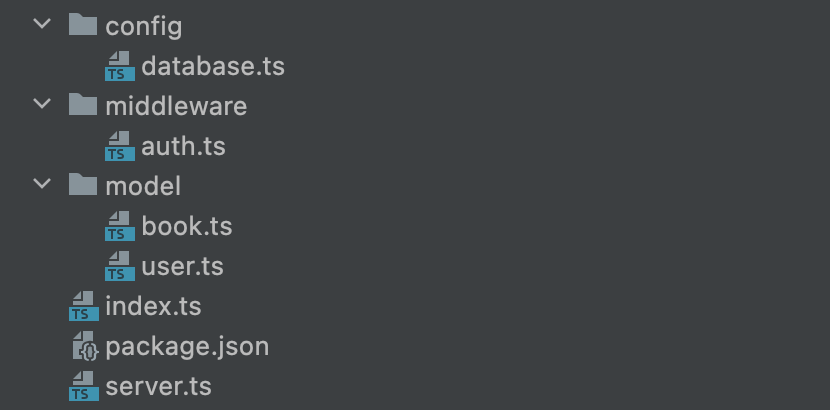 config
TS database.ts
middleware
TS auth.ts
model
TS book.ts
TS user.ts
TS index.ts
{} package.json
TS server.ts